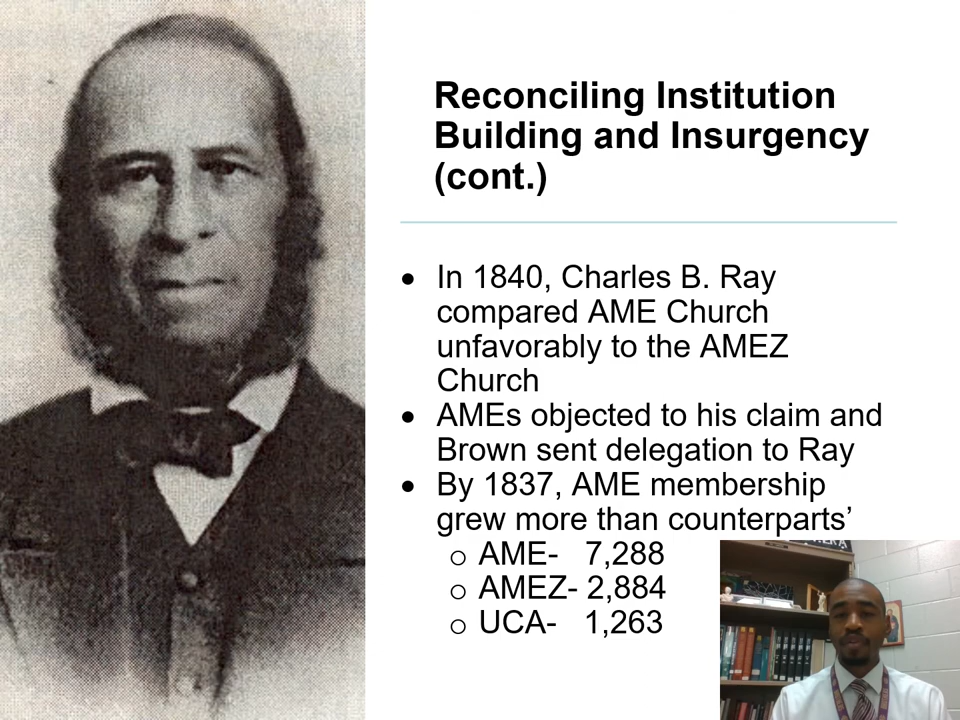 Reconciling Institution
Building and Insurgency
(cont.)
• In 1840, Charles B. Ray
compared AME Church
unfavorably to the AMEZ
Church
• AMEs objected to his claim and
Brown sent delegation to Ray
• By 1837, AME membership
grew more than counterparts’
o AME- 7,288
o AMEZ- 2,884
o UCA- 1,263